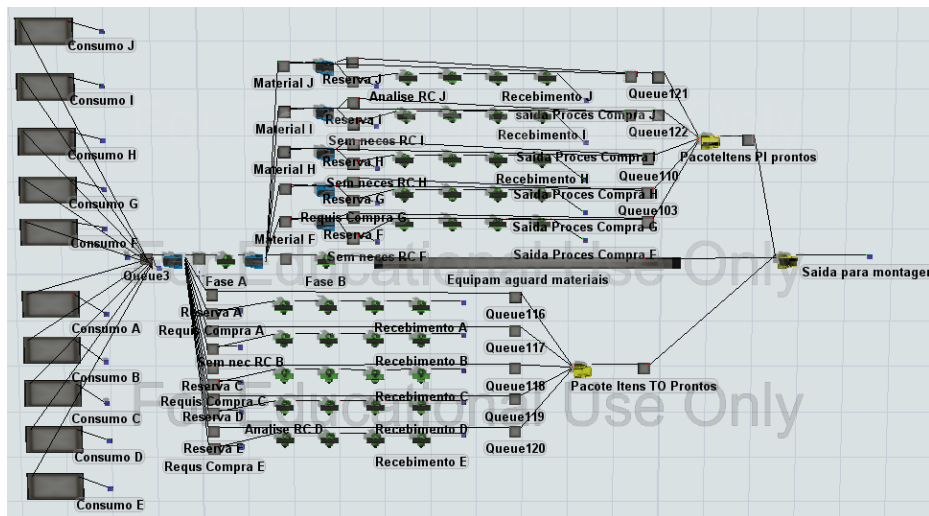 Consumo J
Consumo I
Consumo H
Consumo G
Consumo F
Queue3
Consumo A
Consumo B
Consumo C
Consumo D
Consumo E
Material J
Reserva J
Analise RC J
Recebimento J
saida Proces Compra J
Queue121
Material I
Reserva I
Sem neces RC I
Recebimento I
Saida Proces Compra I
Queue122
PacoteItens PI prontos
Material H
Reserva H
Sem neces RC H
Recebimento H
Saida Proces Compra H
Queue110
Reserva G
Requis Compra G
Saida Proces Compra G
Queue103
Material F
Reserva F
Sem neces RC F
Saida Proces Compra F
For Educational Use Only
Fase A
Fase B
Equipam aguard materiais
Saida para montagem
Reserva A
Requis Compra A
Recebimento A
Queue116
Sem nec RC B
Recebimento B
Queue117
Reserva C
Requis Compra C
Recebimento C
Queue118
Pacote Itens TO Prontos
For Educational Use Only
Reserva D
Analise RC D
Recebimento D
Queue119
Reserva E
Requs Compra E
Recebimento E
Queue120